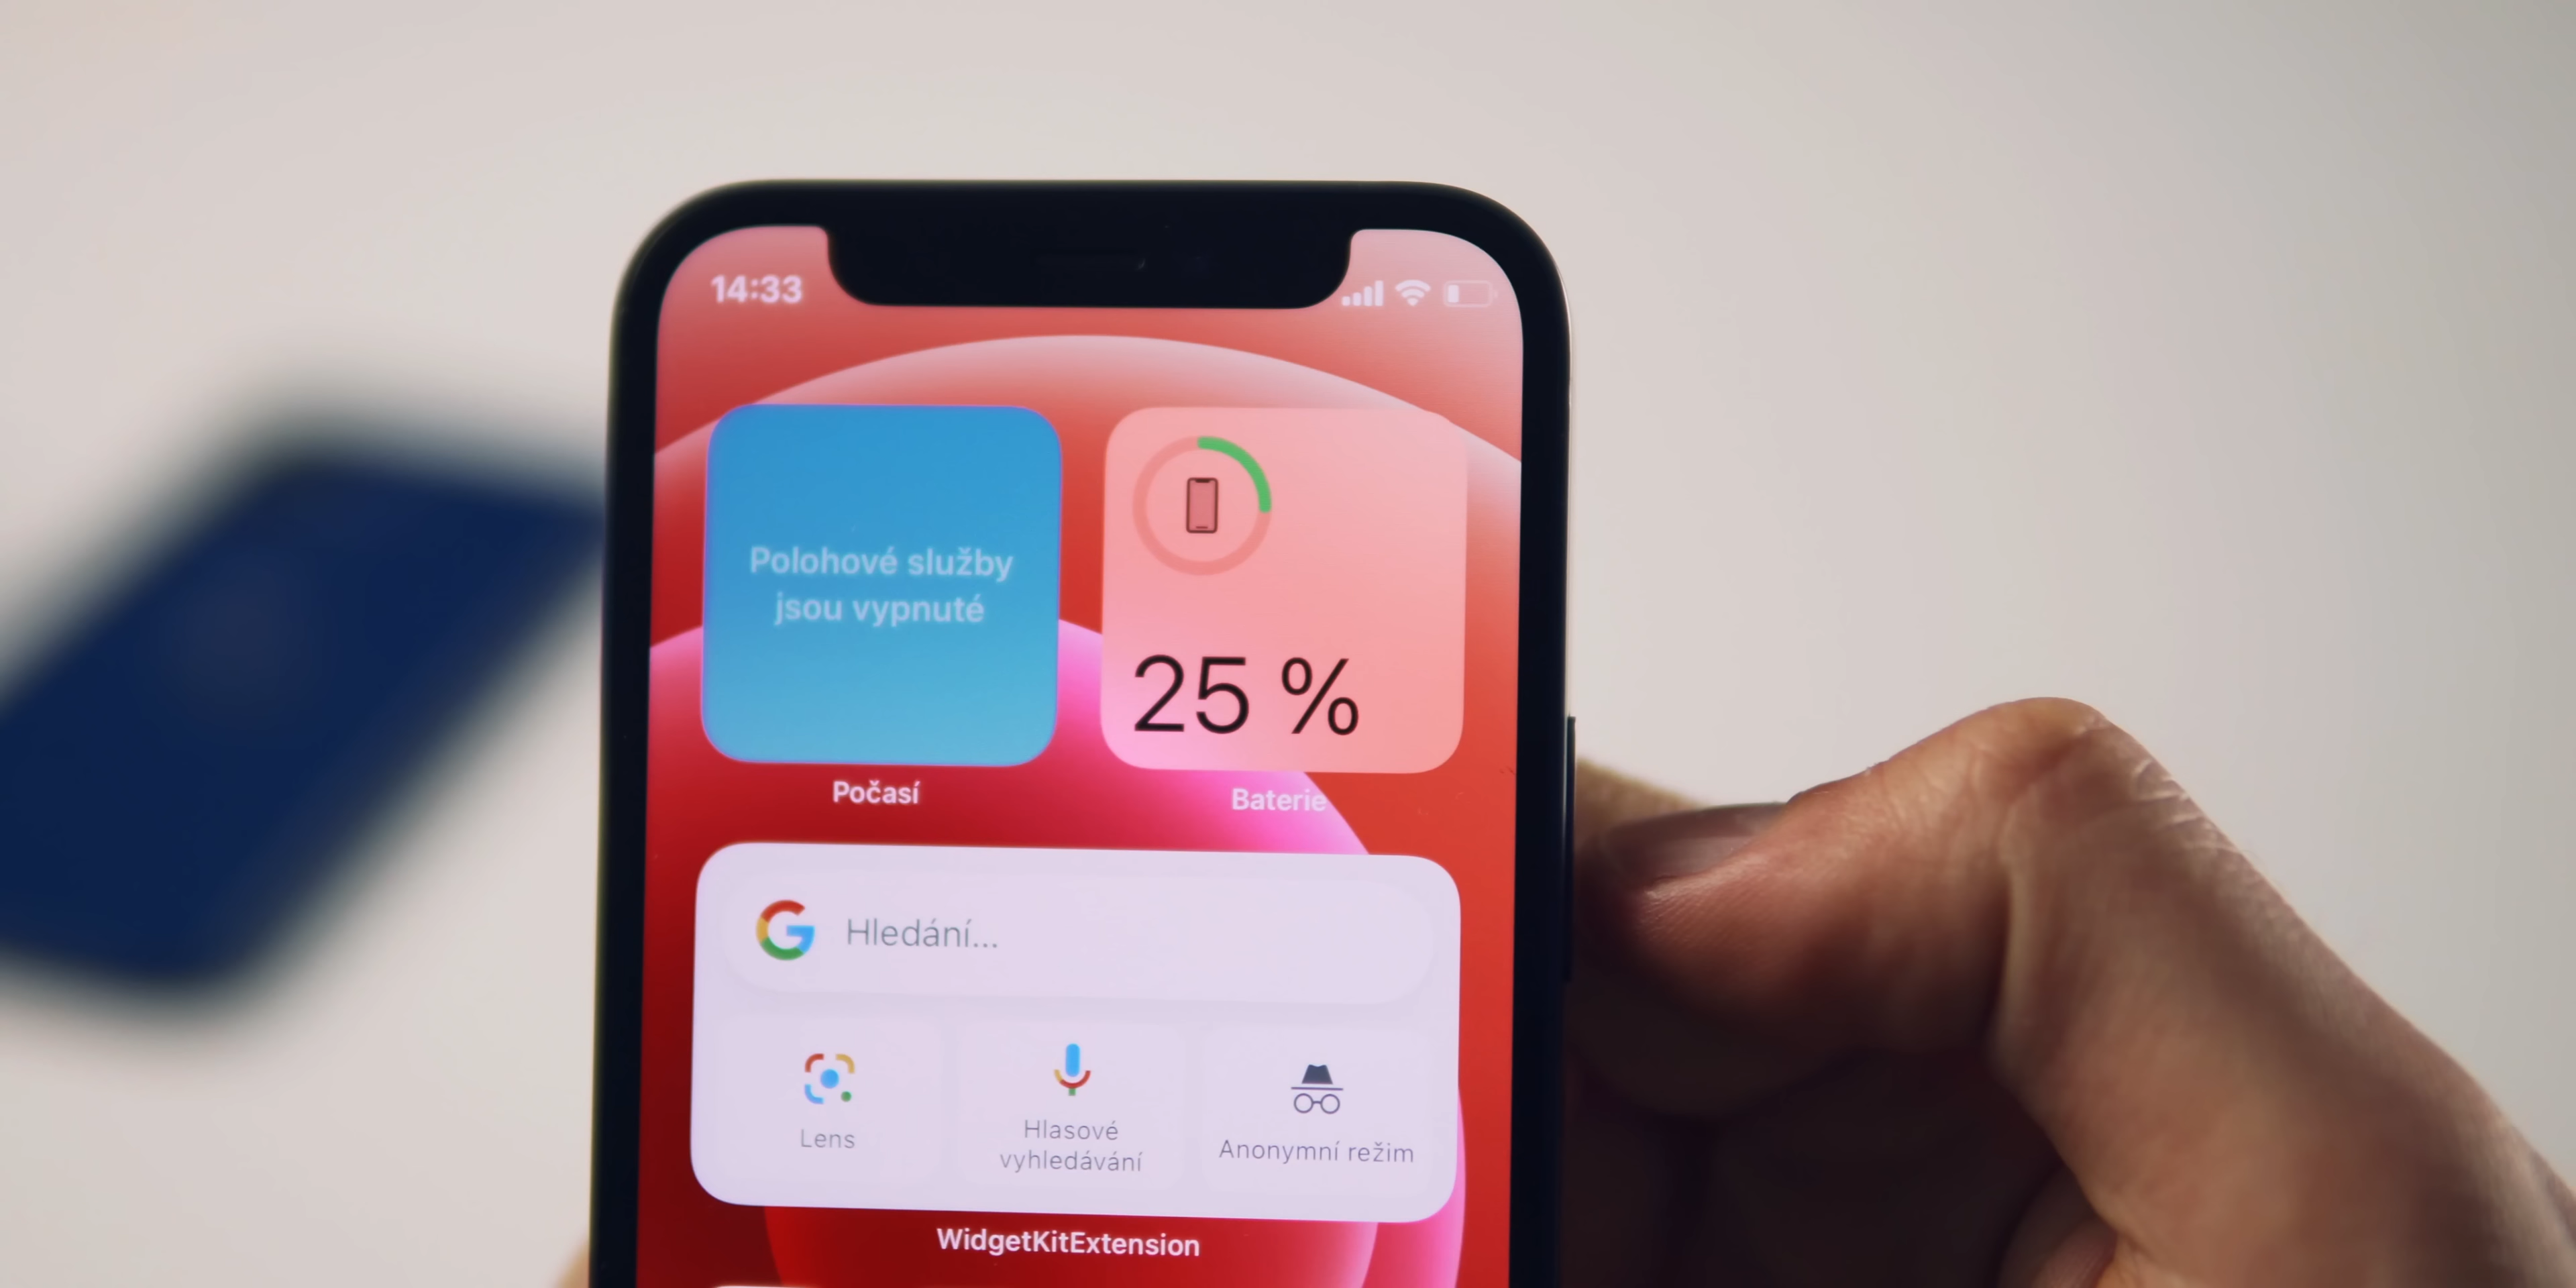 14:33
Polohové služby
jsou vypnuté
25 %
Počasí
Baterie
G Hledání...
Lens
Hlasové
vyhledávání
Anonymní režim
WidgetKitExtension